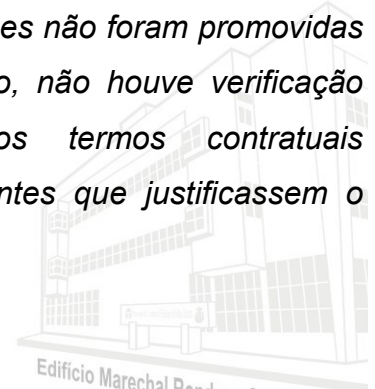 es não foram promovidas
o, não houve verificação
os termos contratuais
ntes que justificassem o
Edifício Marechal